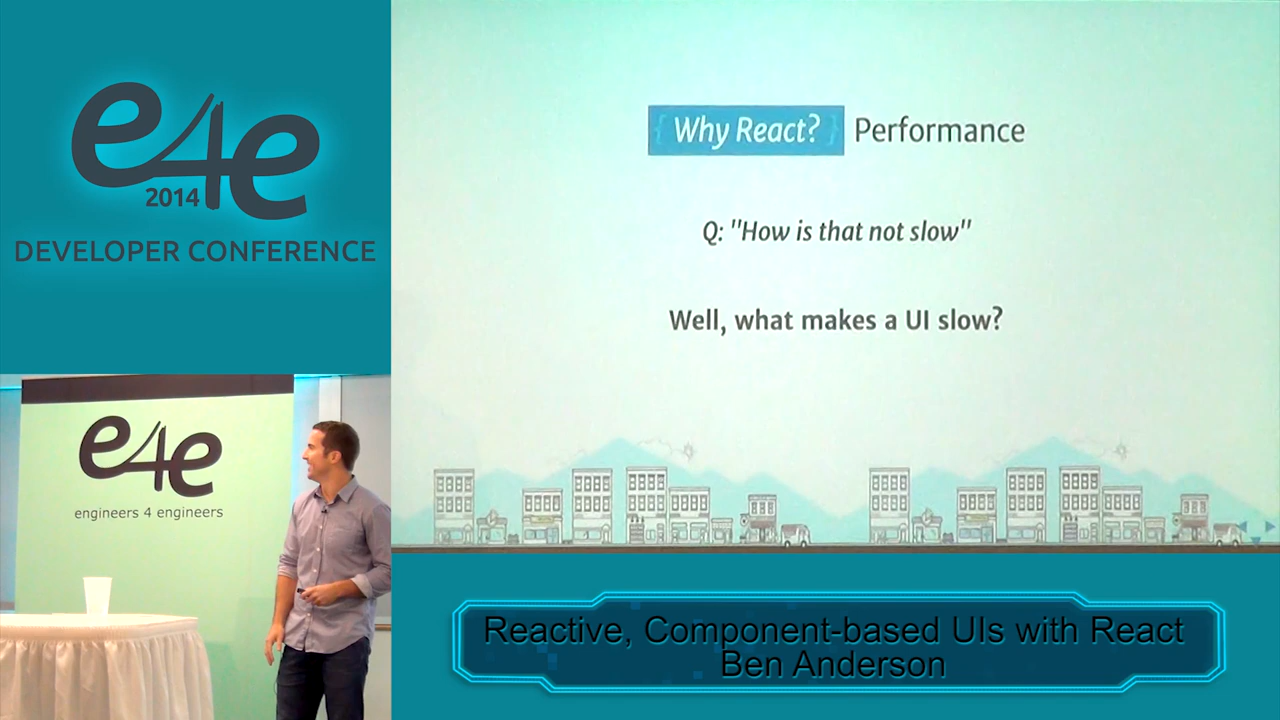 e4e
2014
DEVELOPER CONFERENCE
{ Why React? } Performance
Q: "How is that not slow"
Well, what makes a UI slow?
e4e
engineers 4 engineers
Reactive, Component-based UIs with React
Ben Anderson